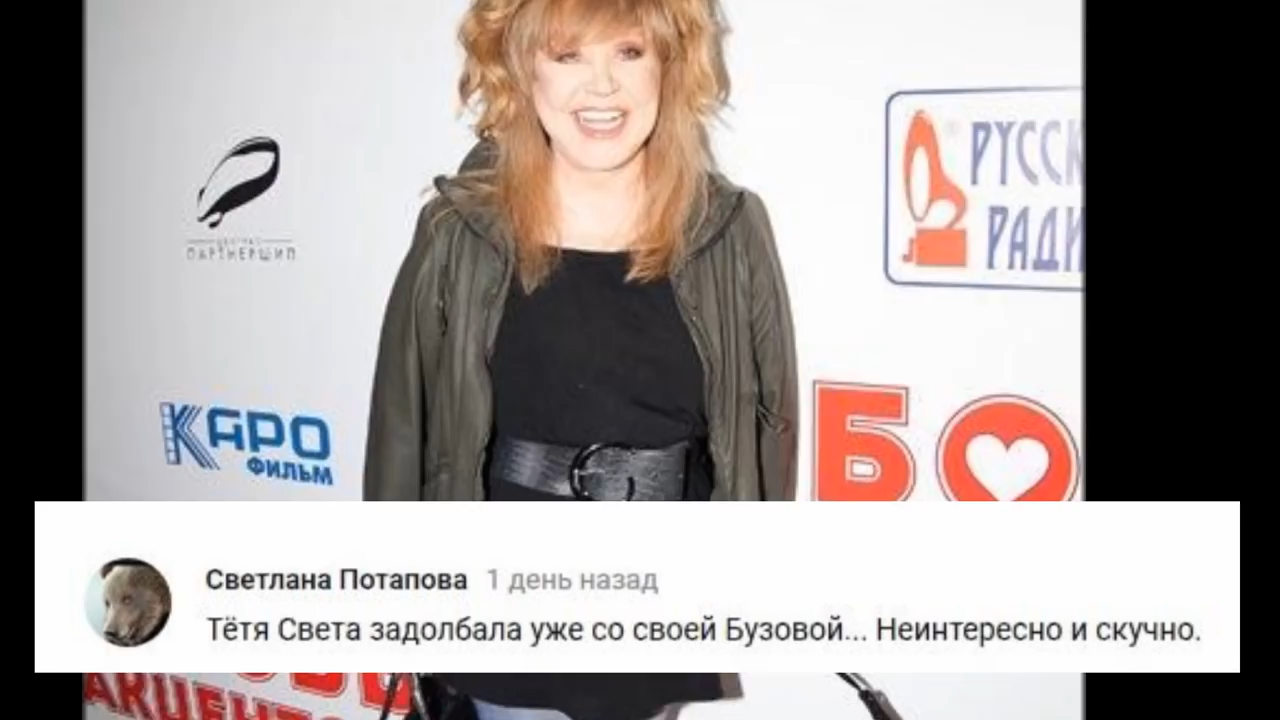 РУССК
РАДИ
ПАРТНЕРШИП
КАРО
ФИЛЬМ
БО
Светлана Потапова 1 день назад
Тётя Света задолбала уже со своей Бузовой... Неинтересно и скучно.